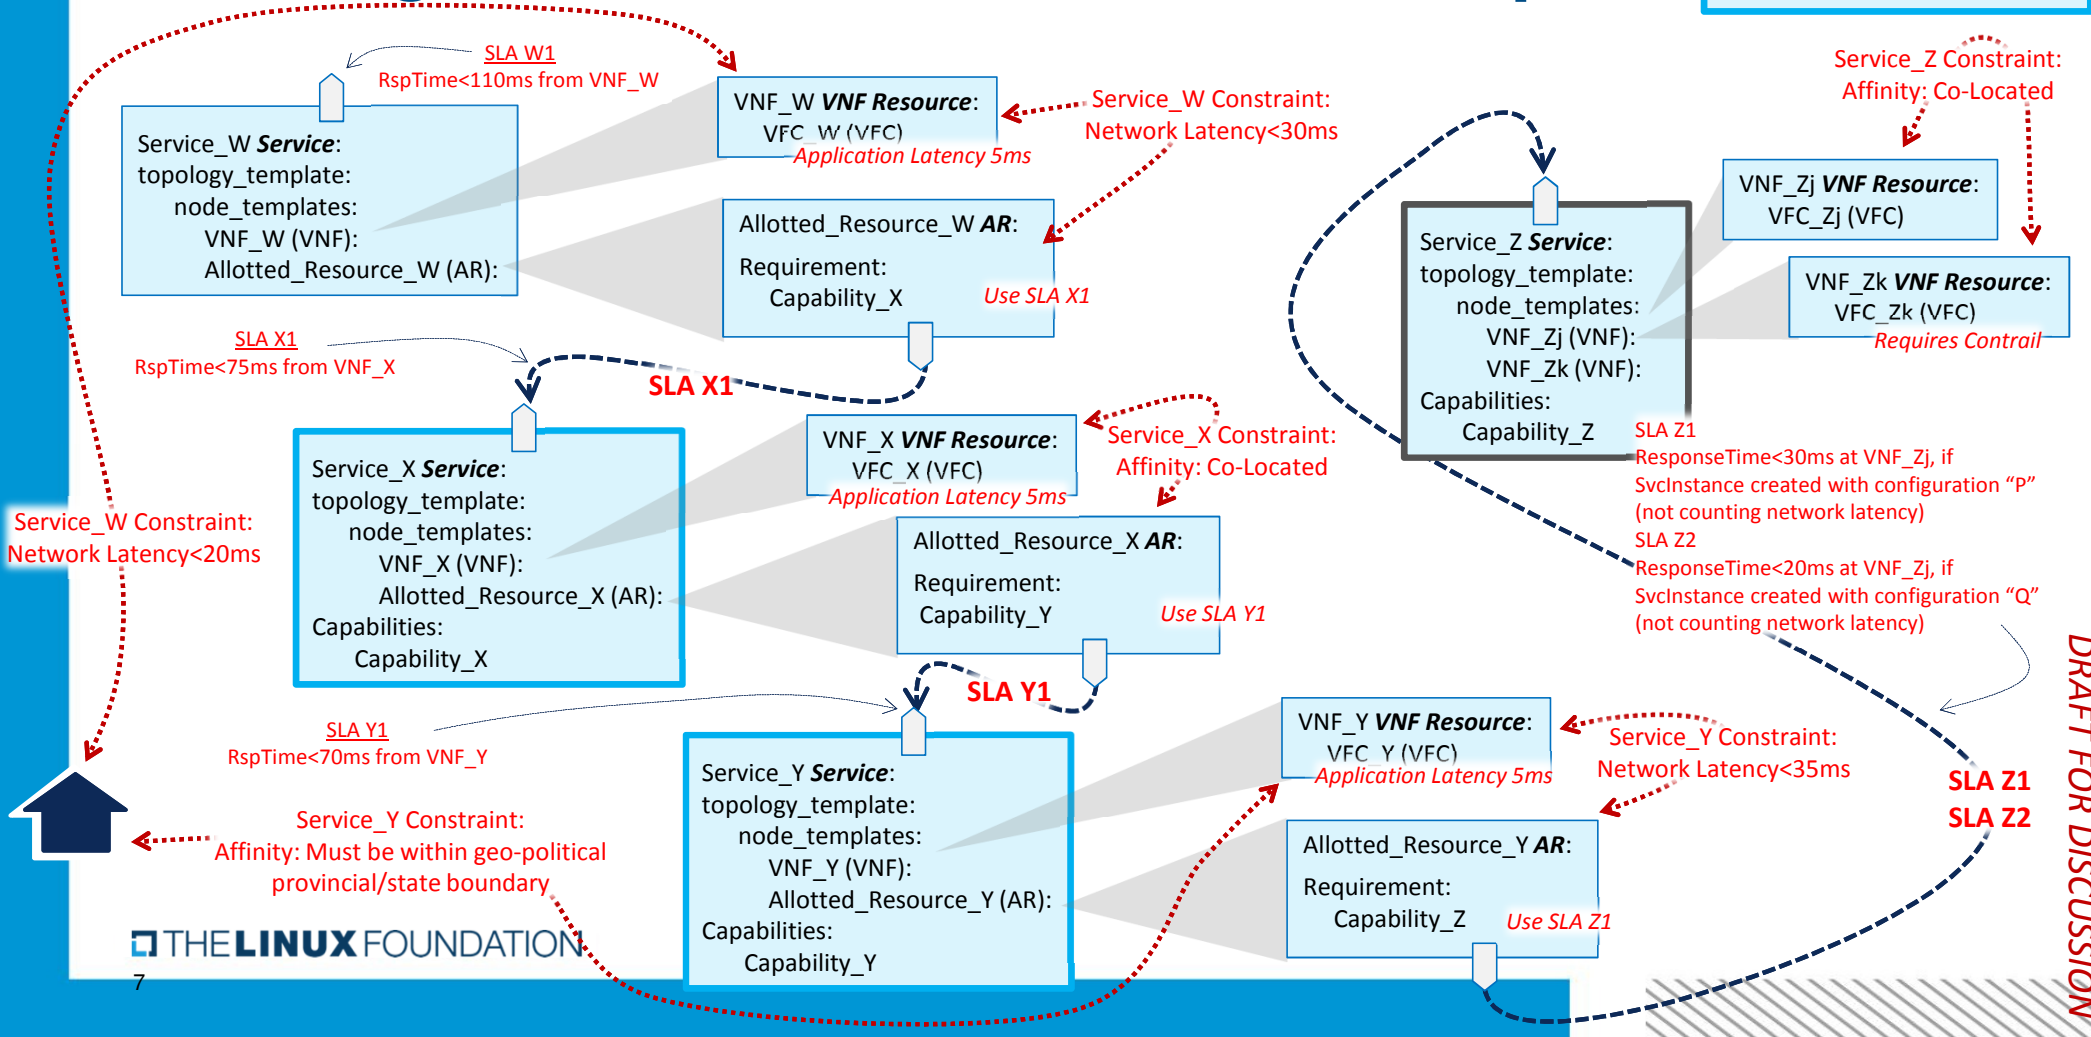 SLA W1
RspTime<110ms from VNF_W
Service_W Service:
topology_template:
node_templates:
VNF_W (VNF):
Allotted_Resource_W (AR):
VNF_W VNF Resource:
VFC_W (VFC)
Application Latency 5ms
Service_W Constraint:
Network Latency<30ms
Allotted_Resource_W AR:
Requirement:
Capability_X
Use SLA X1
Service_Z Constraint:
Affinity: Co-Located
VNF_Zj VNF Resource:
VFC_Zj (VFC)
VNF_Zk VNF Resource:
VFC_Zk (VFC)
Requires Contrail
Service_Z Service:
topology_template:
node_templates:
VNF_Zj (VNF):
VNF_Zk (VNF):
Capabilities:
Capability_Z
SLA Z1
ResponseTime<30ms at VNF_Zj, if
SvcInstance created with configuration “P”
(not counting network latency)
SLA Z2
ResponseTime<20ms at VNF_Zj, if
SvcInstance created with configuration “Q”
(not counting network latency)
SLA X1
RspTime<75ms from VNF_X
SLA X1
Service_X Service:
topology_template:
node_templates:
VNF_X (VNF):
Allotted_Resource_X (AR):
Capabilities:
Capability_X
VNF_X VNF Resource:
VFC_X (VFC)
Application Latency 5ms
Service_X Constraint:
Affinity: Co-Located
Allotted_Resource_X AR:
Requirement:
Capability_Y
Use SLA Y1
Service_W Constraint:
Network Latency<20ms
SLA Y1
SLA Y1
RspTime<70ms from VNF_Y
Service_Y Service:
topology_template:
node_templates:
VNF_Y (VNF):
Allotted_Resource_Y (AR):
Capabilities:
Capability_Y
VNF_Y VNF Resource:
VFC_Y (VFC)
Application Latency 5ms
Service_Y Constraint:
Network Latency<35ms
Allotted_Resource_Y AR:
Requirement:
Capability_Z
Use SLA Z1
SLA Z1
SLA Z2
Service_Y Constraint:
Affinity: Must be within geo-political
provincial/state boundary
THE LINUX FOUNDATION
7
DRAFT FOR DISCUSSION